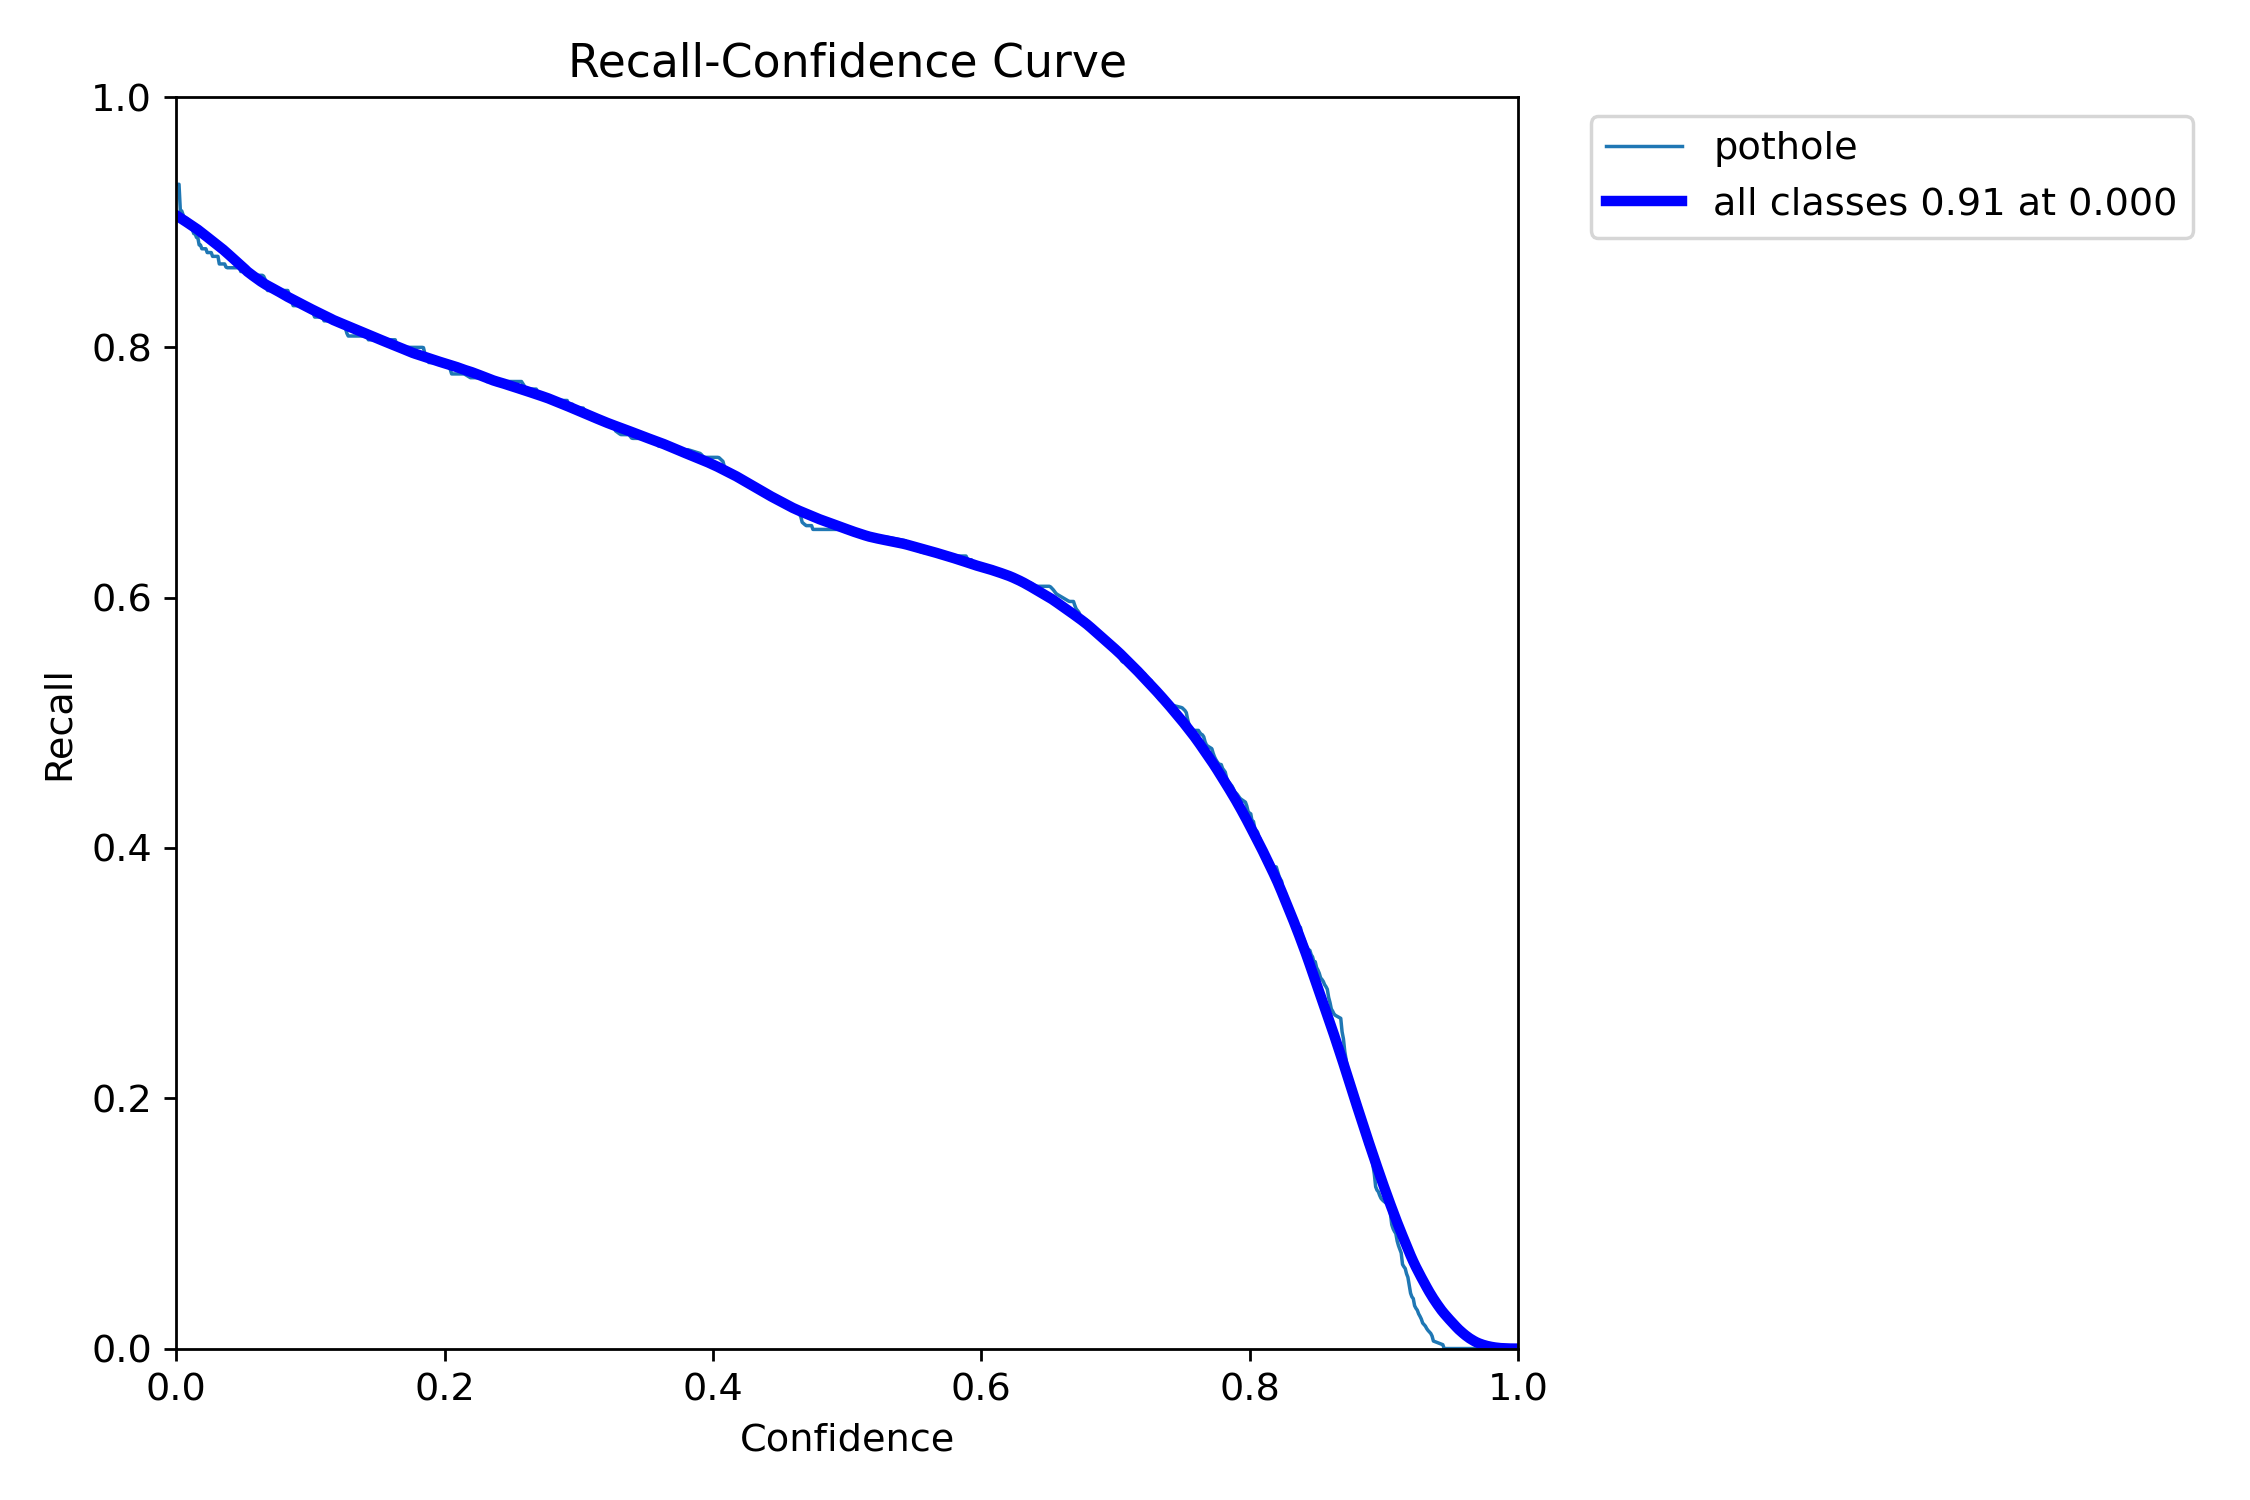 Recall-Confidence Curve
1.0
0.8
0.6
0.4
0.2
0.0
Recall
0.0 0.2 0.4 0.6 0.8 1.0
Confidence
pothole
all classes 0.91 at 0.000